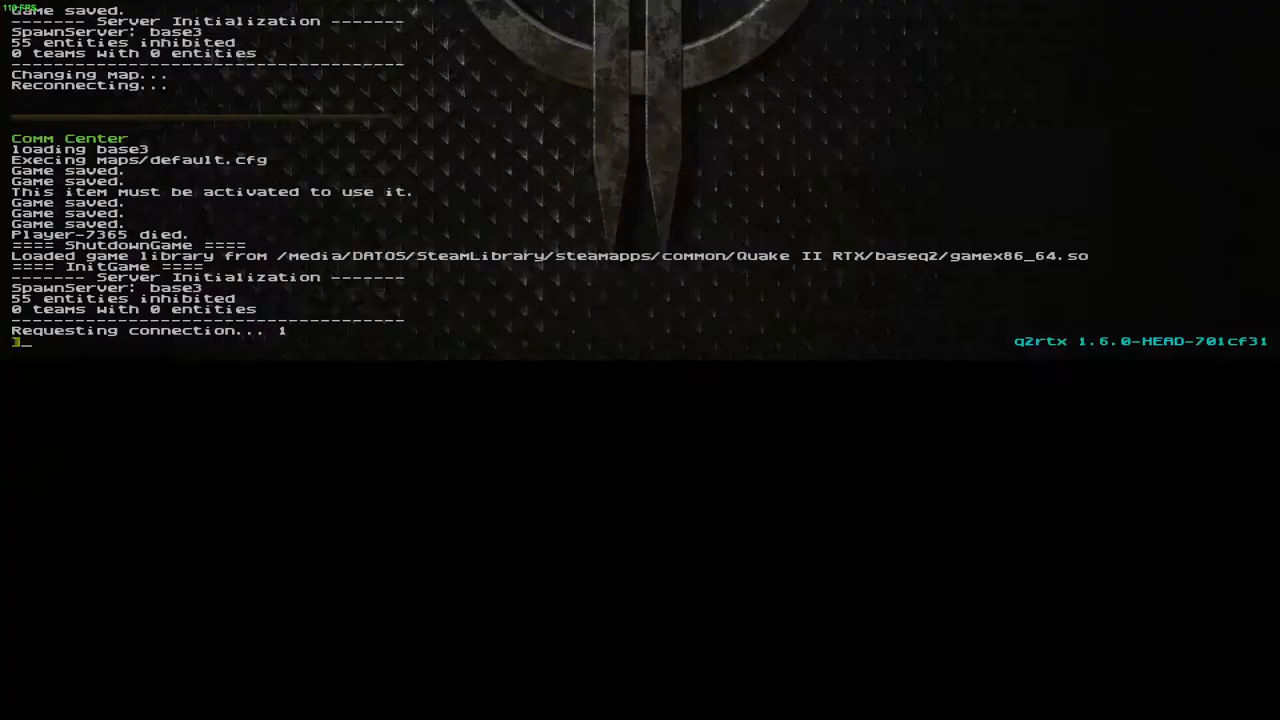 110 FPS
Game saved.
------- Server Initialization -------
SpawnServer: base3
55 entities inhibited
0 teams with 0 entities
-------------------------------------
Changing map...
Reconnecting...
Comm Center
loading base3
Execing maps/default.cfg
Game saved.
Game saved.
This item must be activated to use it.
Game saved.
Game saved.
Game saved.
Player-7365 died.
==== ShutdownGame ====
Loaded game library from /media/DATOS/SteamLibrary/steamapps/common/Quake II RTX/baseq2/gamex86_64.so
==== InitGame ====
------- Server Initialization -------
SpawnServer: base3
55 entities inhibited
0 teams with 0 entities
-------------------------------------
Requesting connection... 1
]_
q2rtx 1.6.0-HEAD-701cf31